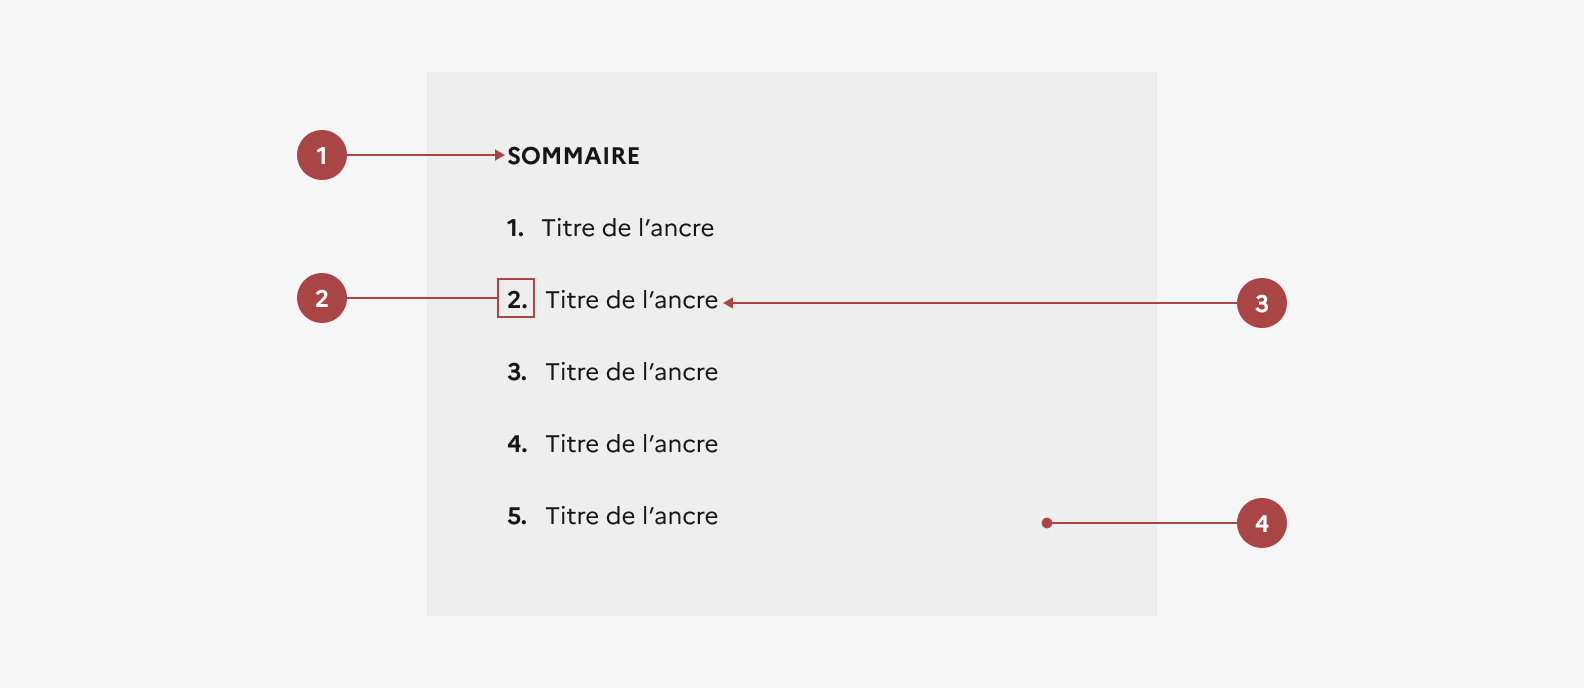 1
SOMMAIRE
1. Titre de l’ancre
2
2. Titre de l’ancre
3
3. Titre de l’ancre
4. Titre de l’ancre
5. Titre de l’ancre
4